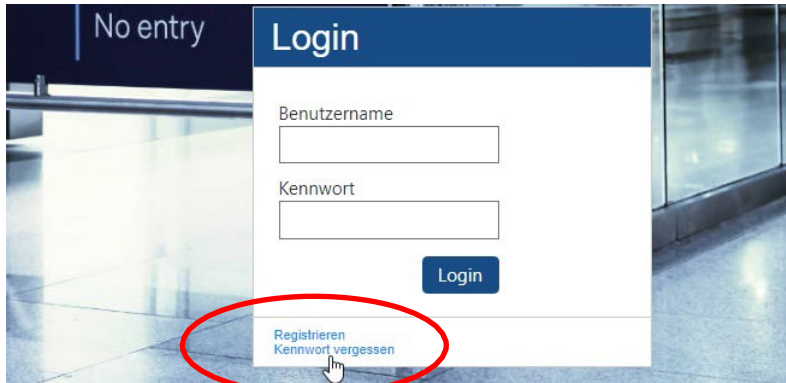 No entry
Login
Benutzername
Kennwort
Login
Registrieren
Kennwort vergessen